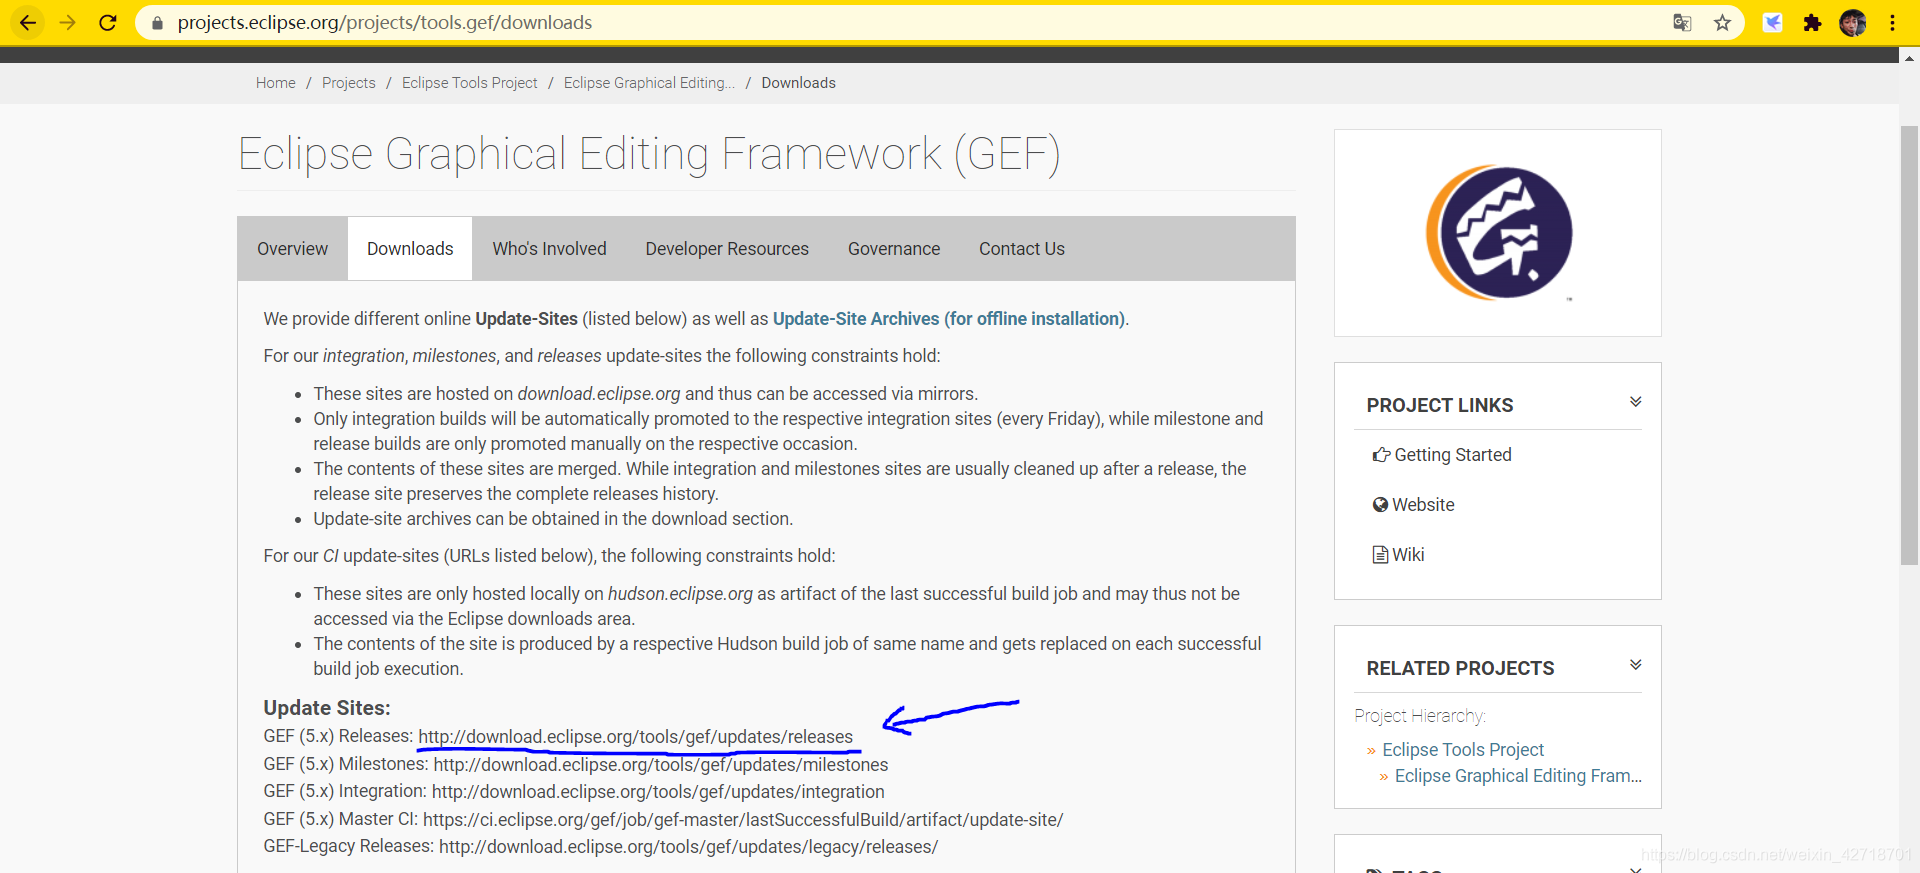 projects.eclipse.org/projects/tools.gef/downloads
Home / Projects / Eclipse Tools Project / Eclipse Graphical Editing... / Downloads
Eclipse Graphical Editing Framework (GEF)
Overview Downloads Who's Involved Developer Resources Governance Contact Us
We provide different online Update-Sites (listed below) as well as Update-Site Archives (for offline installation).
For our integration, milestones, and releases update-sites the following constraints hold:
• These sites are hosted on download.eclipse.org and thus can be accessed via mirrors.
• Only integration builds will be automatically promoted to the respective integration sites (every Friday), while milestone and
release builds are only promoted manually on the respective occasion.
• The contents of these sites are merged. While integration and milestones sites are usually cleaned up after a release, the
release site preserves the complete releases history.
• Update-site archives can be obtained in the download section.
For our CI update-sites (URLs listed below), the following constraints hold:
• These sites are only hosted locally on hudson.eclipse.org as artifact of the last successful build job and may thus not be
accessed via the Eclipse downloads area.
• The contents of the site is produced by a respective Hudson build job of same name and gets replaced on each successful
build job execution.
Update Sites:
GEF (5.x) Releases: http://download.eclipse.org/tools/gef/updates/releases
GEF (5.x) Milestones: http://download.eclipse.org/tools/gef/updates/milestones
GEF (5.x) Integration: http://download.eclipse.org/tools/gef/updates/integration
GEF (5.x) Master CI: https://ci.eclipse.org/gef/job/gef-master/lastSuccessfulBuild/artifact/update-site/
GEF-Legacy Releases: http://download.eclipse.org/tools/gef/updates/legacy/releases/
PROJECT LINKS
Getting Started
Website
Wiki
RELATED PROJECTS
Project Hierarchy:
» Eclipse Tools Project
» Eclipse Graphical Editing Fram...
TAGS
https://blog.csdn.net/weixin_42718701